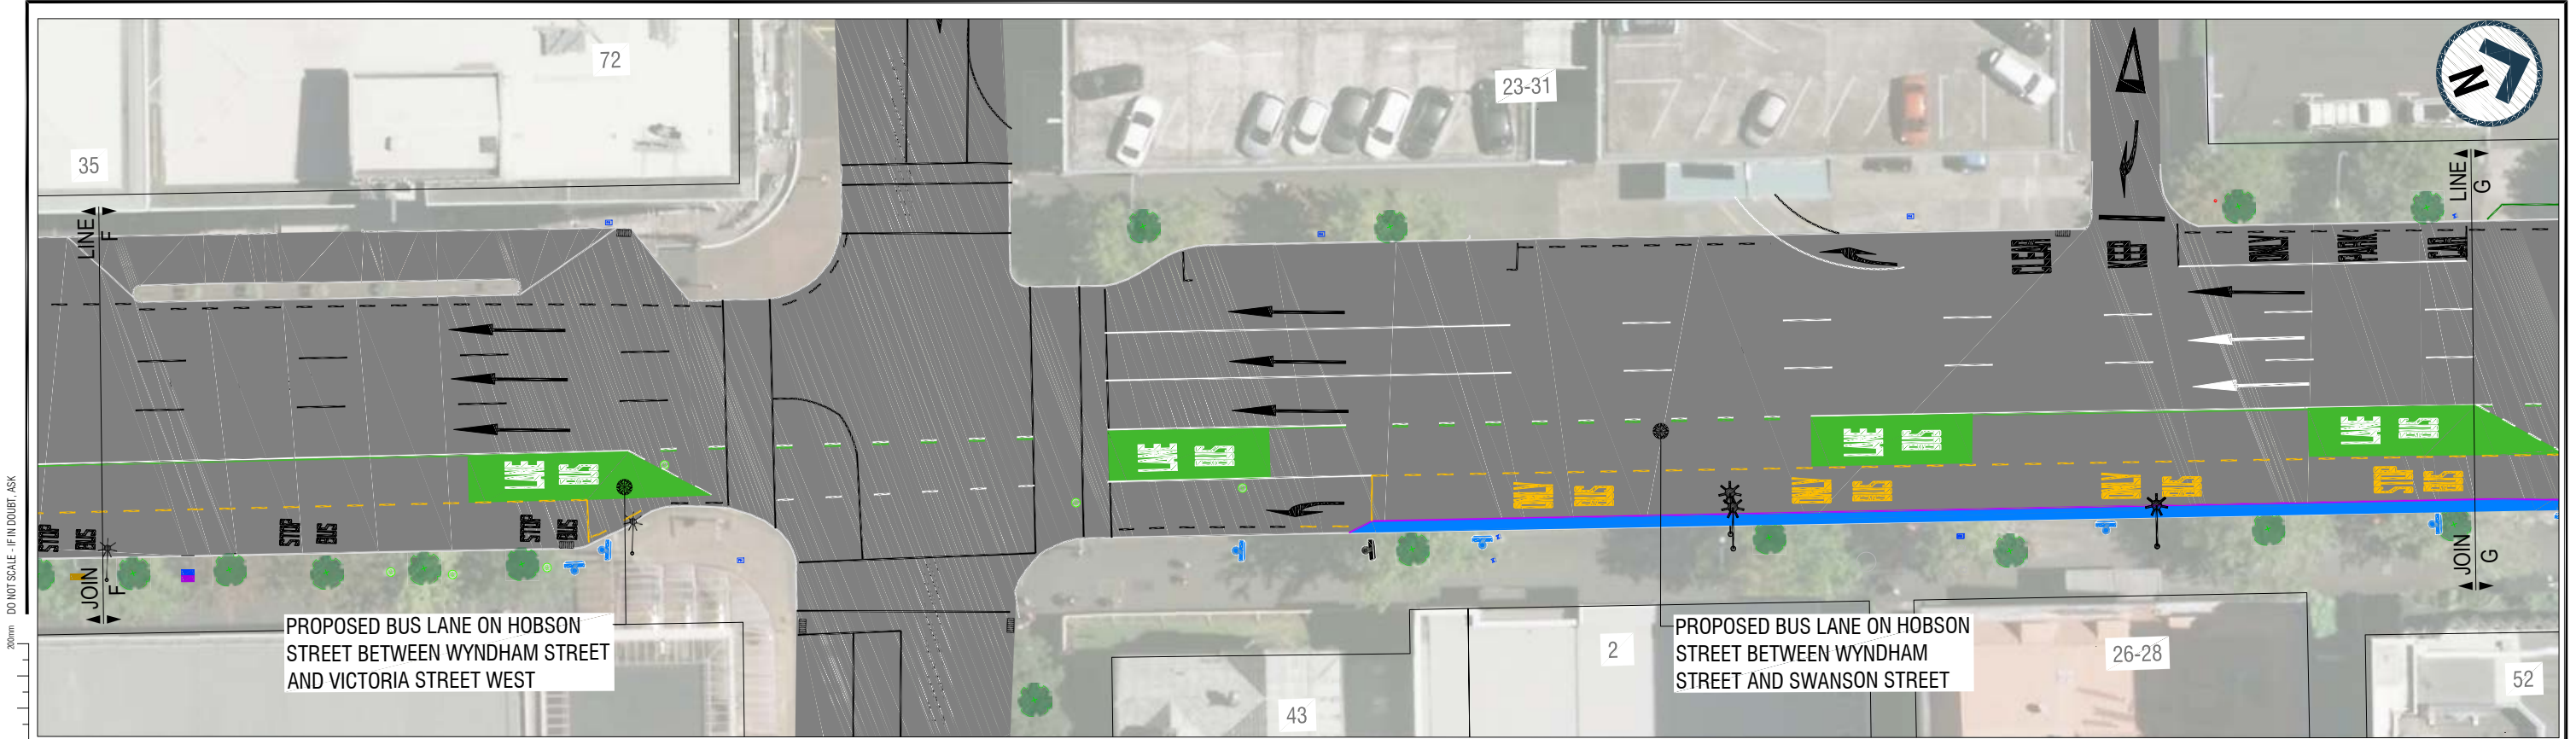 72
23-31
35
N
LINE
F
LINE
G
CLEAR
KEEP
ONLY
PARK
CAR
LANE
BUS
LANE
BUS
LANE
BUS
LANE
BUS
ONLY
BUS
ONLY
BUS
ONLY
BUS
STOP
BUS
STOP
BUS
STOP
BUS
STOP
BUS
JOIN
F
JOIN
G
PROPOSED BUS LANE ON HOBSON
STREET BETWEEN WYNDHAM STREET
AND VICTORIA STREET WEST
PROPOSED BUS LANE ON HOBSON
STREET BETWEEN WYNDHAM
STREET AND SWANSON STREET
2
26-28
43
52
DO NOT SCALE - IF IN DOUBT, ASK
200mm